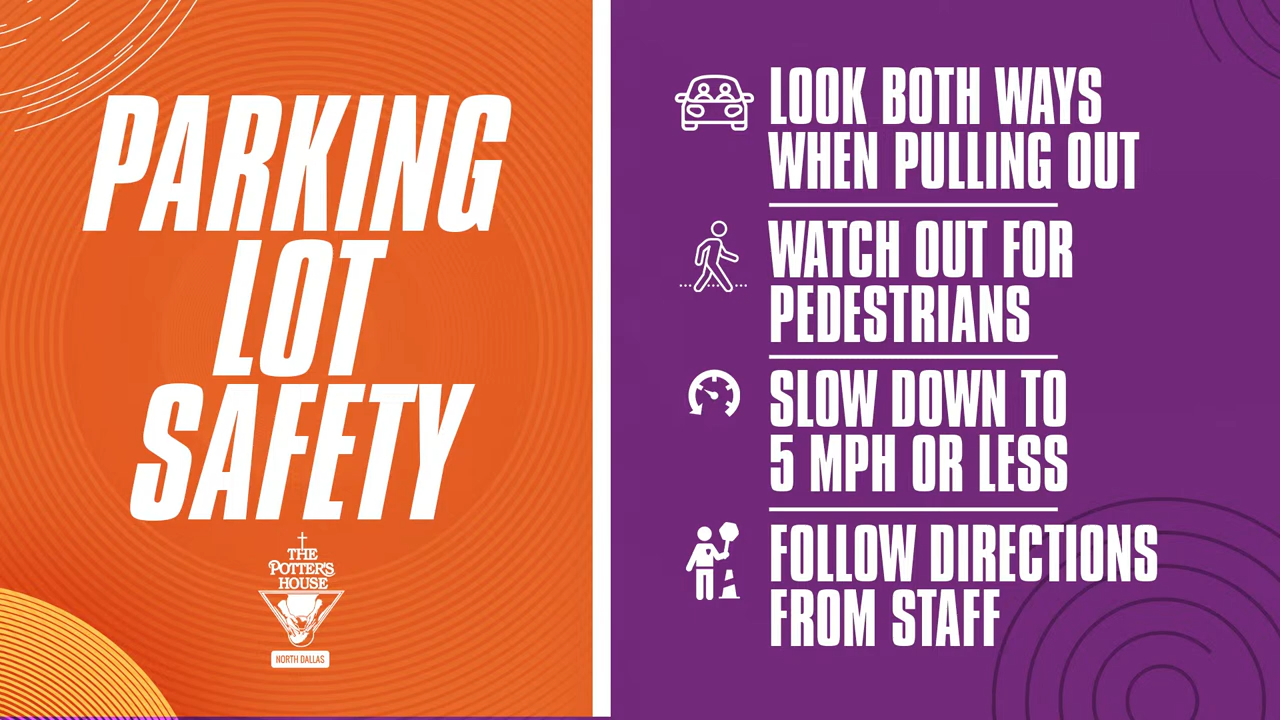 PARKING
LOT
SAFETY
THE
POTTER'S
HOUSE
NORTH DALLAS
LOOK BOTH WAYS
WHEN PULLING OUT
WATCH OUT FOR
PEDESTRIANS
SLOW DOWN TO
5 MPH OR LESS
FOLLOW DIRECTIONS
FROM STAFF